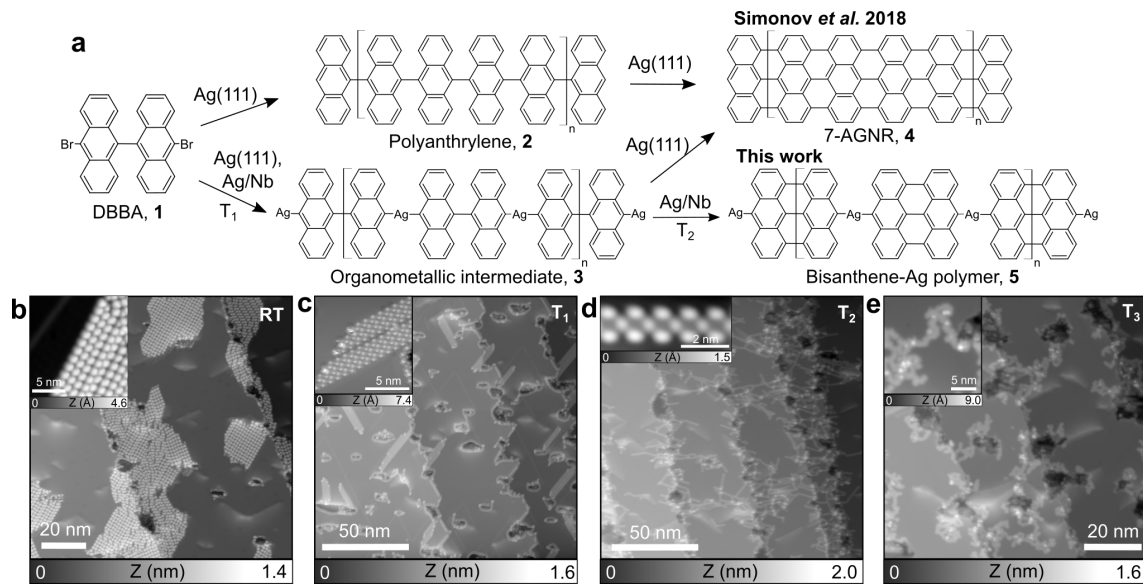 a
Simonov et al. 2018
Ag(111)
Ag(111)
n
n
Br
Br
Polyanthrylene, 2
7-AGNR, 4
Ag(111)
This work
Ag(111),
Ag/Nb
T₁
DBBA, 1
Ag Ag Ag Ag
n
Ag/Nb
T₂
Ag Ag Ag Ag
n
Organometallic intermediate, 3
Bisanthene-Ag polymer, 5
b
RT
5 nm
0 Z (Å) 4.6
20 nm
0 Z (nm) 1.4
c
T₁
5 nm
0 Z (Å) 7.4
50 nm
0 Z (nm) 1.6
d
T₂
2 nm
0 Z (Å) 1.5
50 nm
0 Z (nm) 2.0
e
T₃
5 nm
0 Z (Å) 9.0
20 nm
0 Z (nm) 1.6